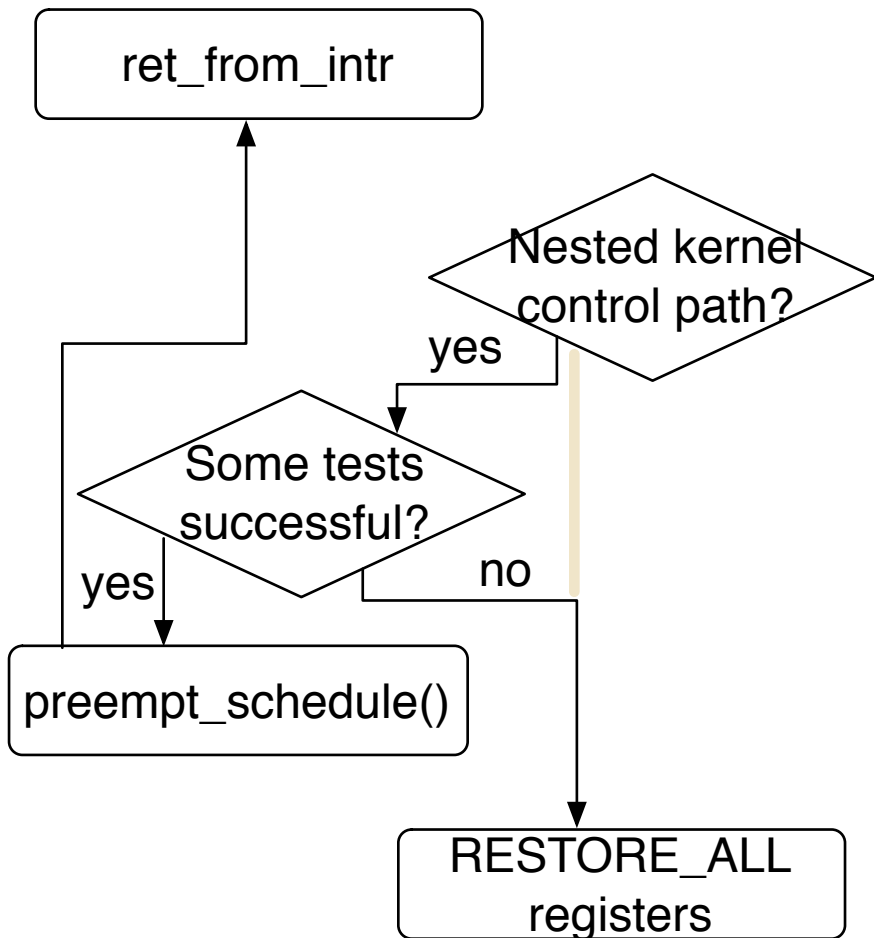 ret_from_intr
Nested kernel
control path?
yes
Some tests
successful?
yes
no
preempt_schedule()
RESTORE_ALL
registers